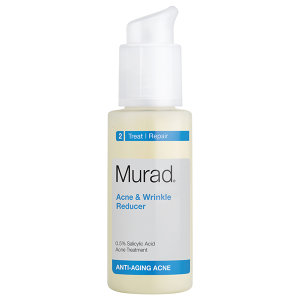 2 Treat / Repair
Murad®
Acne & Wrinkle
Reducer
0.5% Salicylic Acid
Acne Treatment
ANTI-AGING ACNE